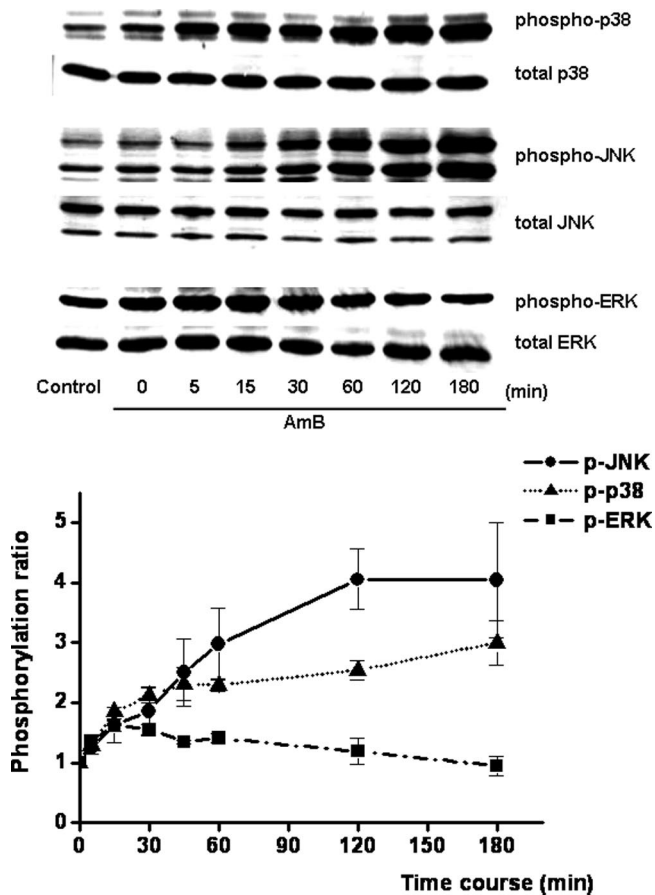 phospho-p38
total p38
phospho-JNK
total JNK
phospho-ERK
total ERK
Control 0 5 15 30 60 120 180 (min)
AmB
p-JNK
p-p38
p-ERK
Phosphorylation ratio
5
4
3
2
1
0
0 30 60 90 120 150 180
Time course (min)